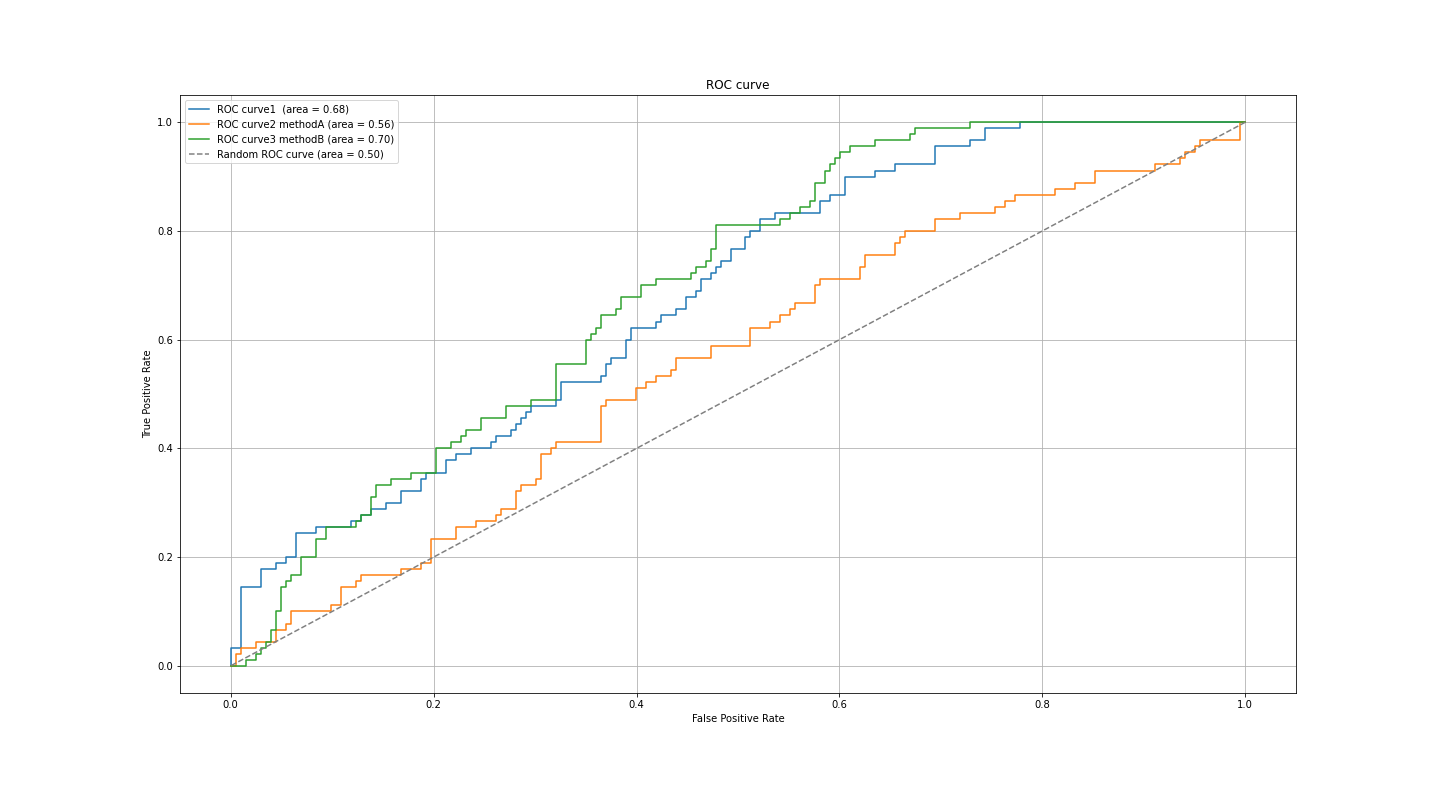 ROC curve
ROC curve1  (area = 0.68)
ROC curve2 methodA (area = 0.56)
ROC curve3 methodB (area = 0.70)
Random ROC curve (area = 0.50)
1.0
0.8
0.6
0.4
0.2
0.0
True Positive Rate
0.0 0.2 0.4 0.6 0.8 1.0
False Positive Rate